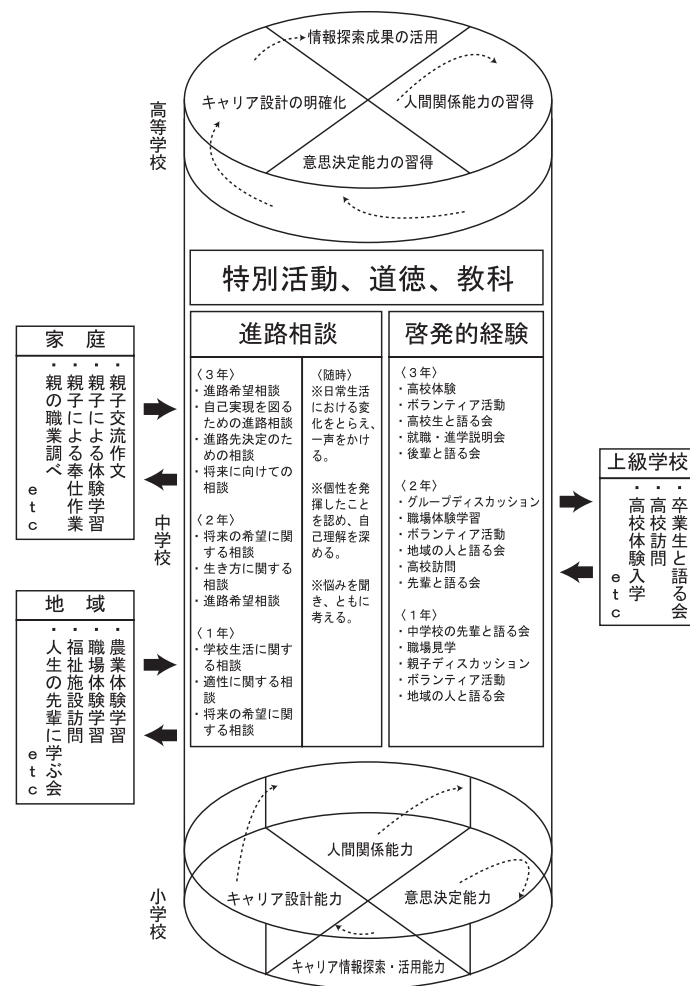 情報探索成果の活用
キャリア設計の明確化
人間関係能力の習得
意思決定能力の習得
高等学校
特別活動、道徳、教科
進路相談
〈３年〉
・進路希望相談
・自己実現を図る
ための進路相談
・進路先決定のた
めの相談
・将来に向けての
相談
〈２年〉
・将来の希望に関
する相談
・生き方に関する
相談
・進路希望相談
〈１年〉
・学校生活に関す
る相談
・適性に関する相
談
・将来の希望に関
する相談
〈随時〉
※日常生活
における変
化をとらえ、
一声をかけ
る。
※個性を発
揮したこと
を認め、自
己理解を深
める。
※悩みを聞
き、ともに
考える。
啓発的経験
〈３年〉
・高校体験
・ボランティア活動
・高校生と語る会
・就職・進学説明会
・後輩と語る会
〈２年〉
・グループディスカッション
・職場体験学習
・ボランティア活動
・地域の人と語る会
・高校訪問
・先輩と語る会
〈１年〉
・中学校の先輩と語る会
・職場見学
・親子ディスカッション
・ボランティア活動
・地域の人と語る会
家　庭
・親子交流作文
・親子による体験学習
・親子による奉仕作業
・親の職業調べ
etc
中学校
地　域
・農業体験学習
・職場体験学習
・福祉施設訪問
・人生の先輩に学ぶ会
etc
上級学校
・卒業生と語る会
・高校訪問
・高校体験入学
etc
人間関係能力
キャリア設計能力
意思決定能力
キャリア情報探索・活用能力
小学校